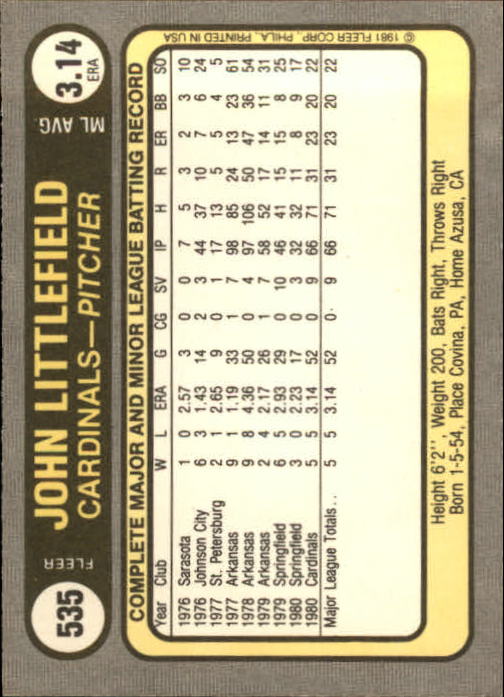 535
FLEER
JOHN LITTLEFIELD
CARDINALS—PITCHER
ML AVG.
3.14
ERA
COMPLETE MAJOR AND MINOR LEAGUE BATTING RECORD
Year Club W L ERA G CG SV IP H R ER BB SO
1976 Sarasota 1 0 2.57 3 0 0 7 5 3 2 3 10
1976 Johnson City 6 3 1.43 14 2 0 44 37 10 7 6 24
1977 St. Petersburg 2 1 2.65 9 0 1 17 13 5 5 4 5
1977 Arkansas 9 1 1.19 33 1 7 98 85 24 13 23 61
1978 Arkansas 9 8 4.36 50 0 4 97 106 50 47 36 54
1979 Arkansas 2 4 2.17 26 1 7 58 52 17 14 11 31
1979 Springfield 6 5 2.93 29 0 10 46 41 15 15 8 25
1980 Springfield 3 0 2.23 17 0 3 32 32 11 8 9 17
1980 Cardinals 5 5 3.14 52 0 9 66 71 31 23 20 22
Major League Totals... 5 5 3.14 52 0 9 66 71 31 23 20 22
Height 6'2'', Weight 200, Bats Right, Throws Right
Born 1-5-54, Place Covina, PA, Home Azusa, CA
© 1981 FLEER CORP., PHILA., PRINTED IN USA